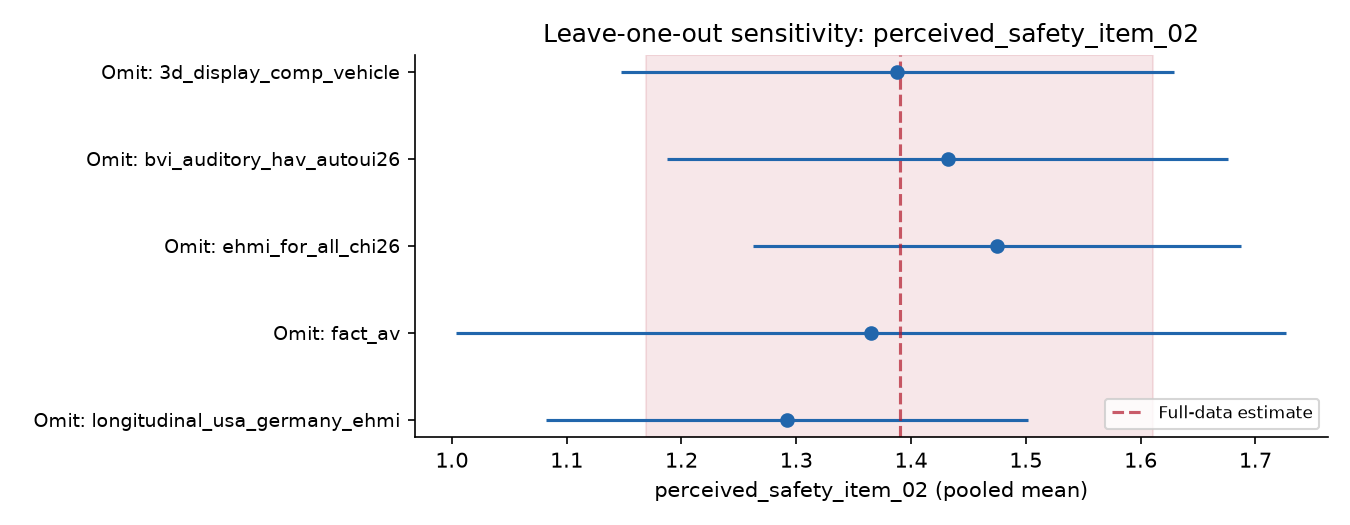 Leave-one-out sensitivity: perceived_safety_item_02
Omit: 3d_display_comp_vehicle
Omit: bvi_auditory_hav_autoui26
Omit: ehmi_for_all_chi26
Omit: fact_av
Omit: longitudinal_usa_germany_ehmi
Full-data estimate
1.0 1.1 1.2 1.3 1.4 1.5 1.6 1.7
perceived_safety_item_02 (pooled mean)